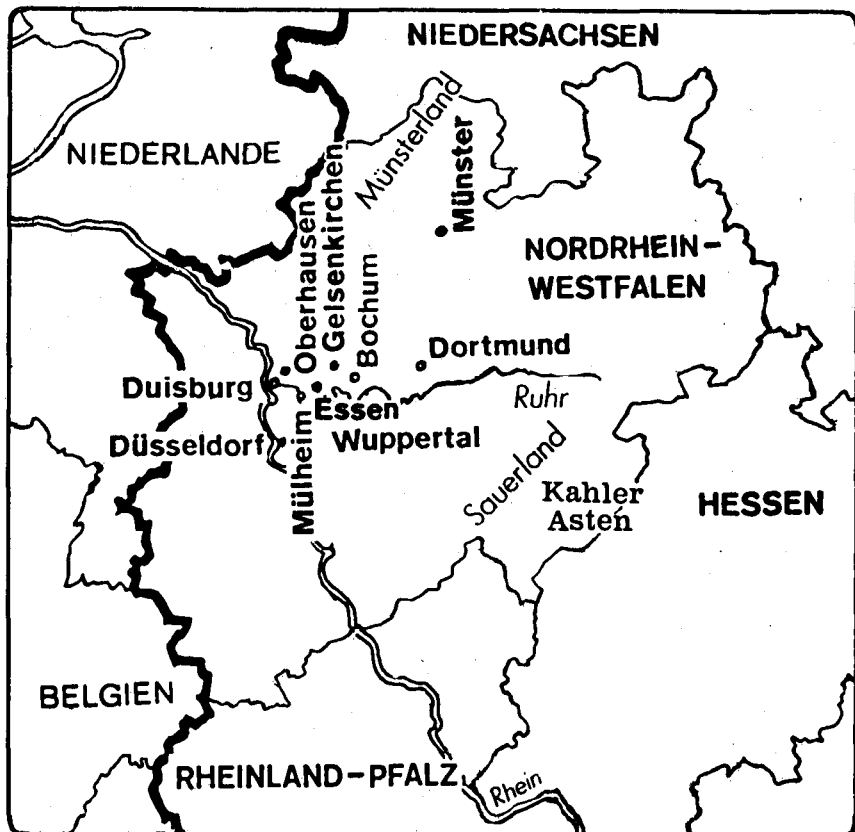 NIEDERSACHSEN
NIEDERLANDE
Münsterland
Münster
NORDRHEIN-
WESTFALEN
Oberhausen
Gelsenkirchen
Bochum
Dortmund
Duisburg
Essen
Ruhr
Düsseldorf
Mülheim
Wuppertal
Sauerland
Kahler
Asten
HESSEN
BELGIEN
RHEINLAND-PFALZ
Rhein